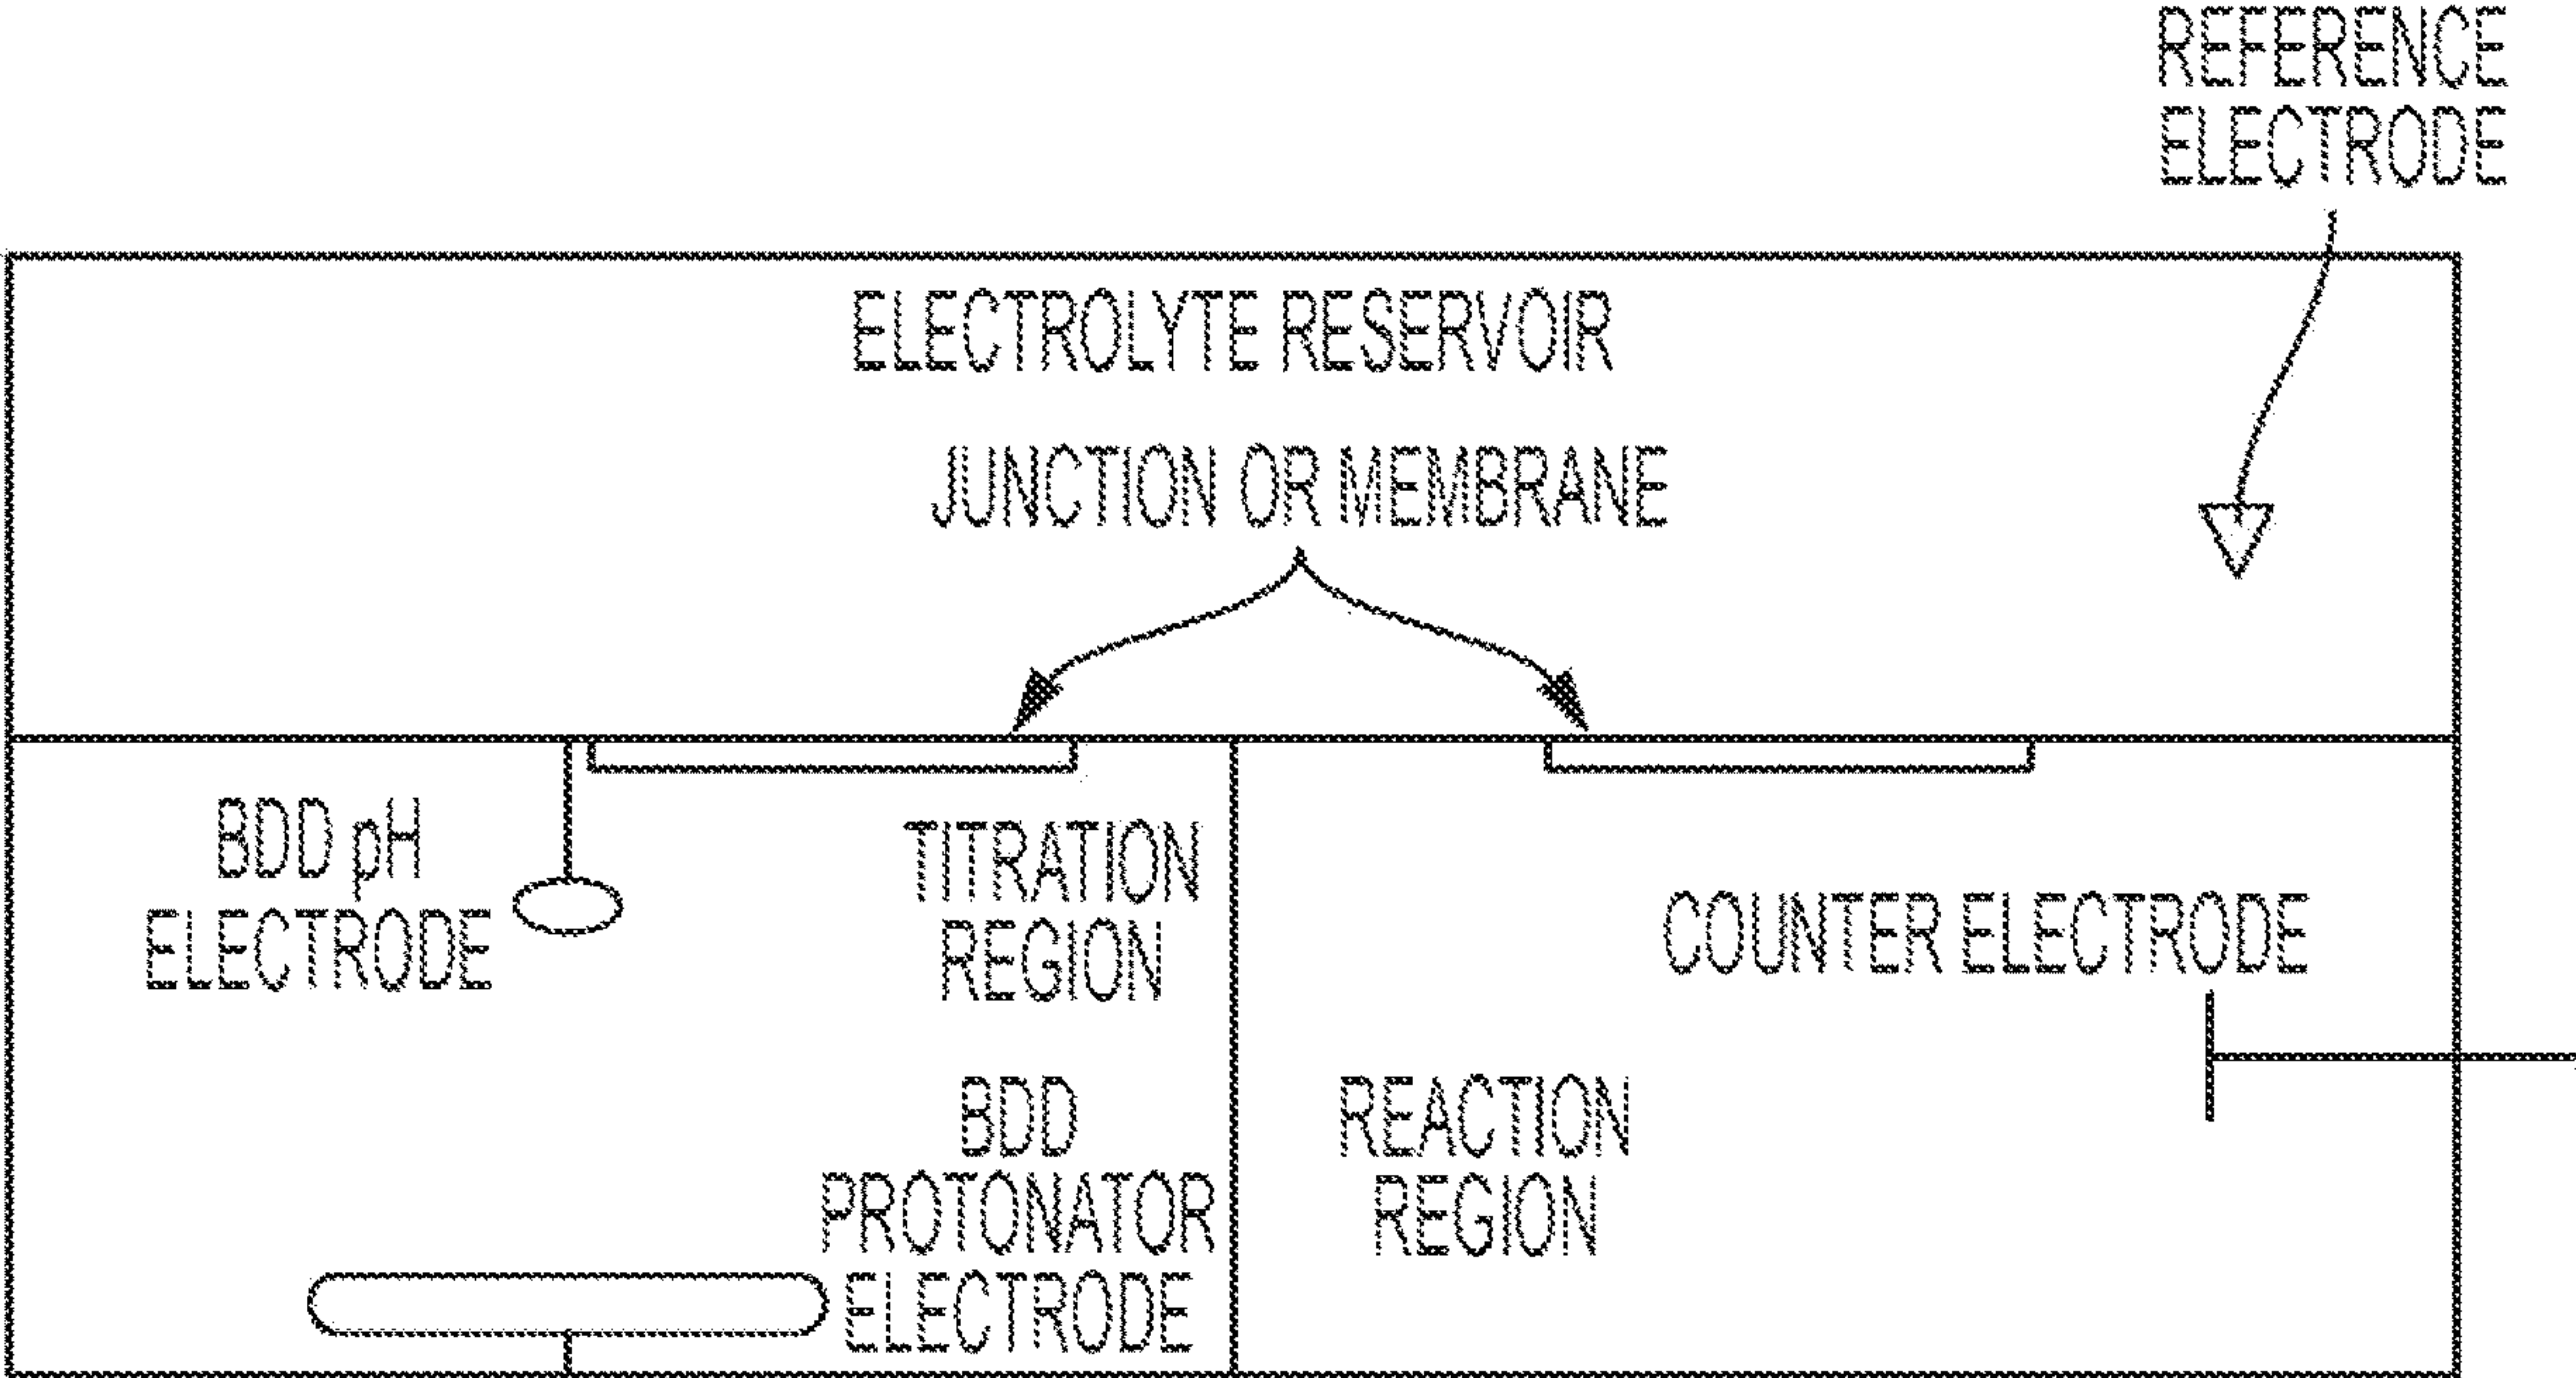 REFERENCE
ELECTRODE
ELECTROLYTE RESERVOIR
JUNCTION OR MEMBRANE
BDD pH
ELECTRODE
TITRATION
REGION
COUNTER ELECTRODE
BDD
PROTONATOR
ELECTRODE
REACTION
REGION